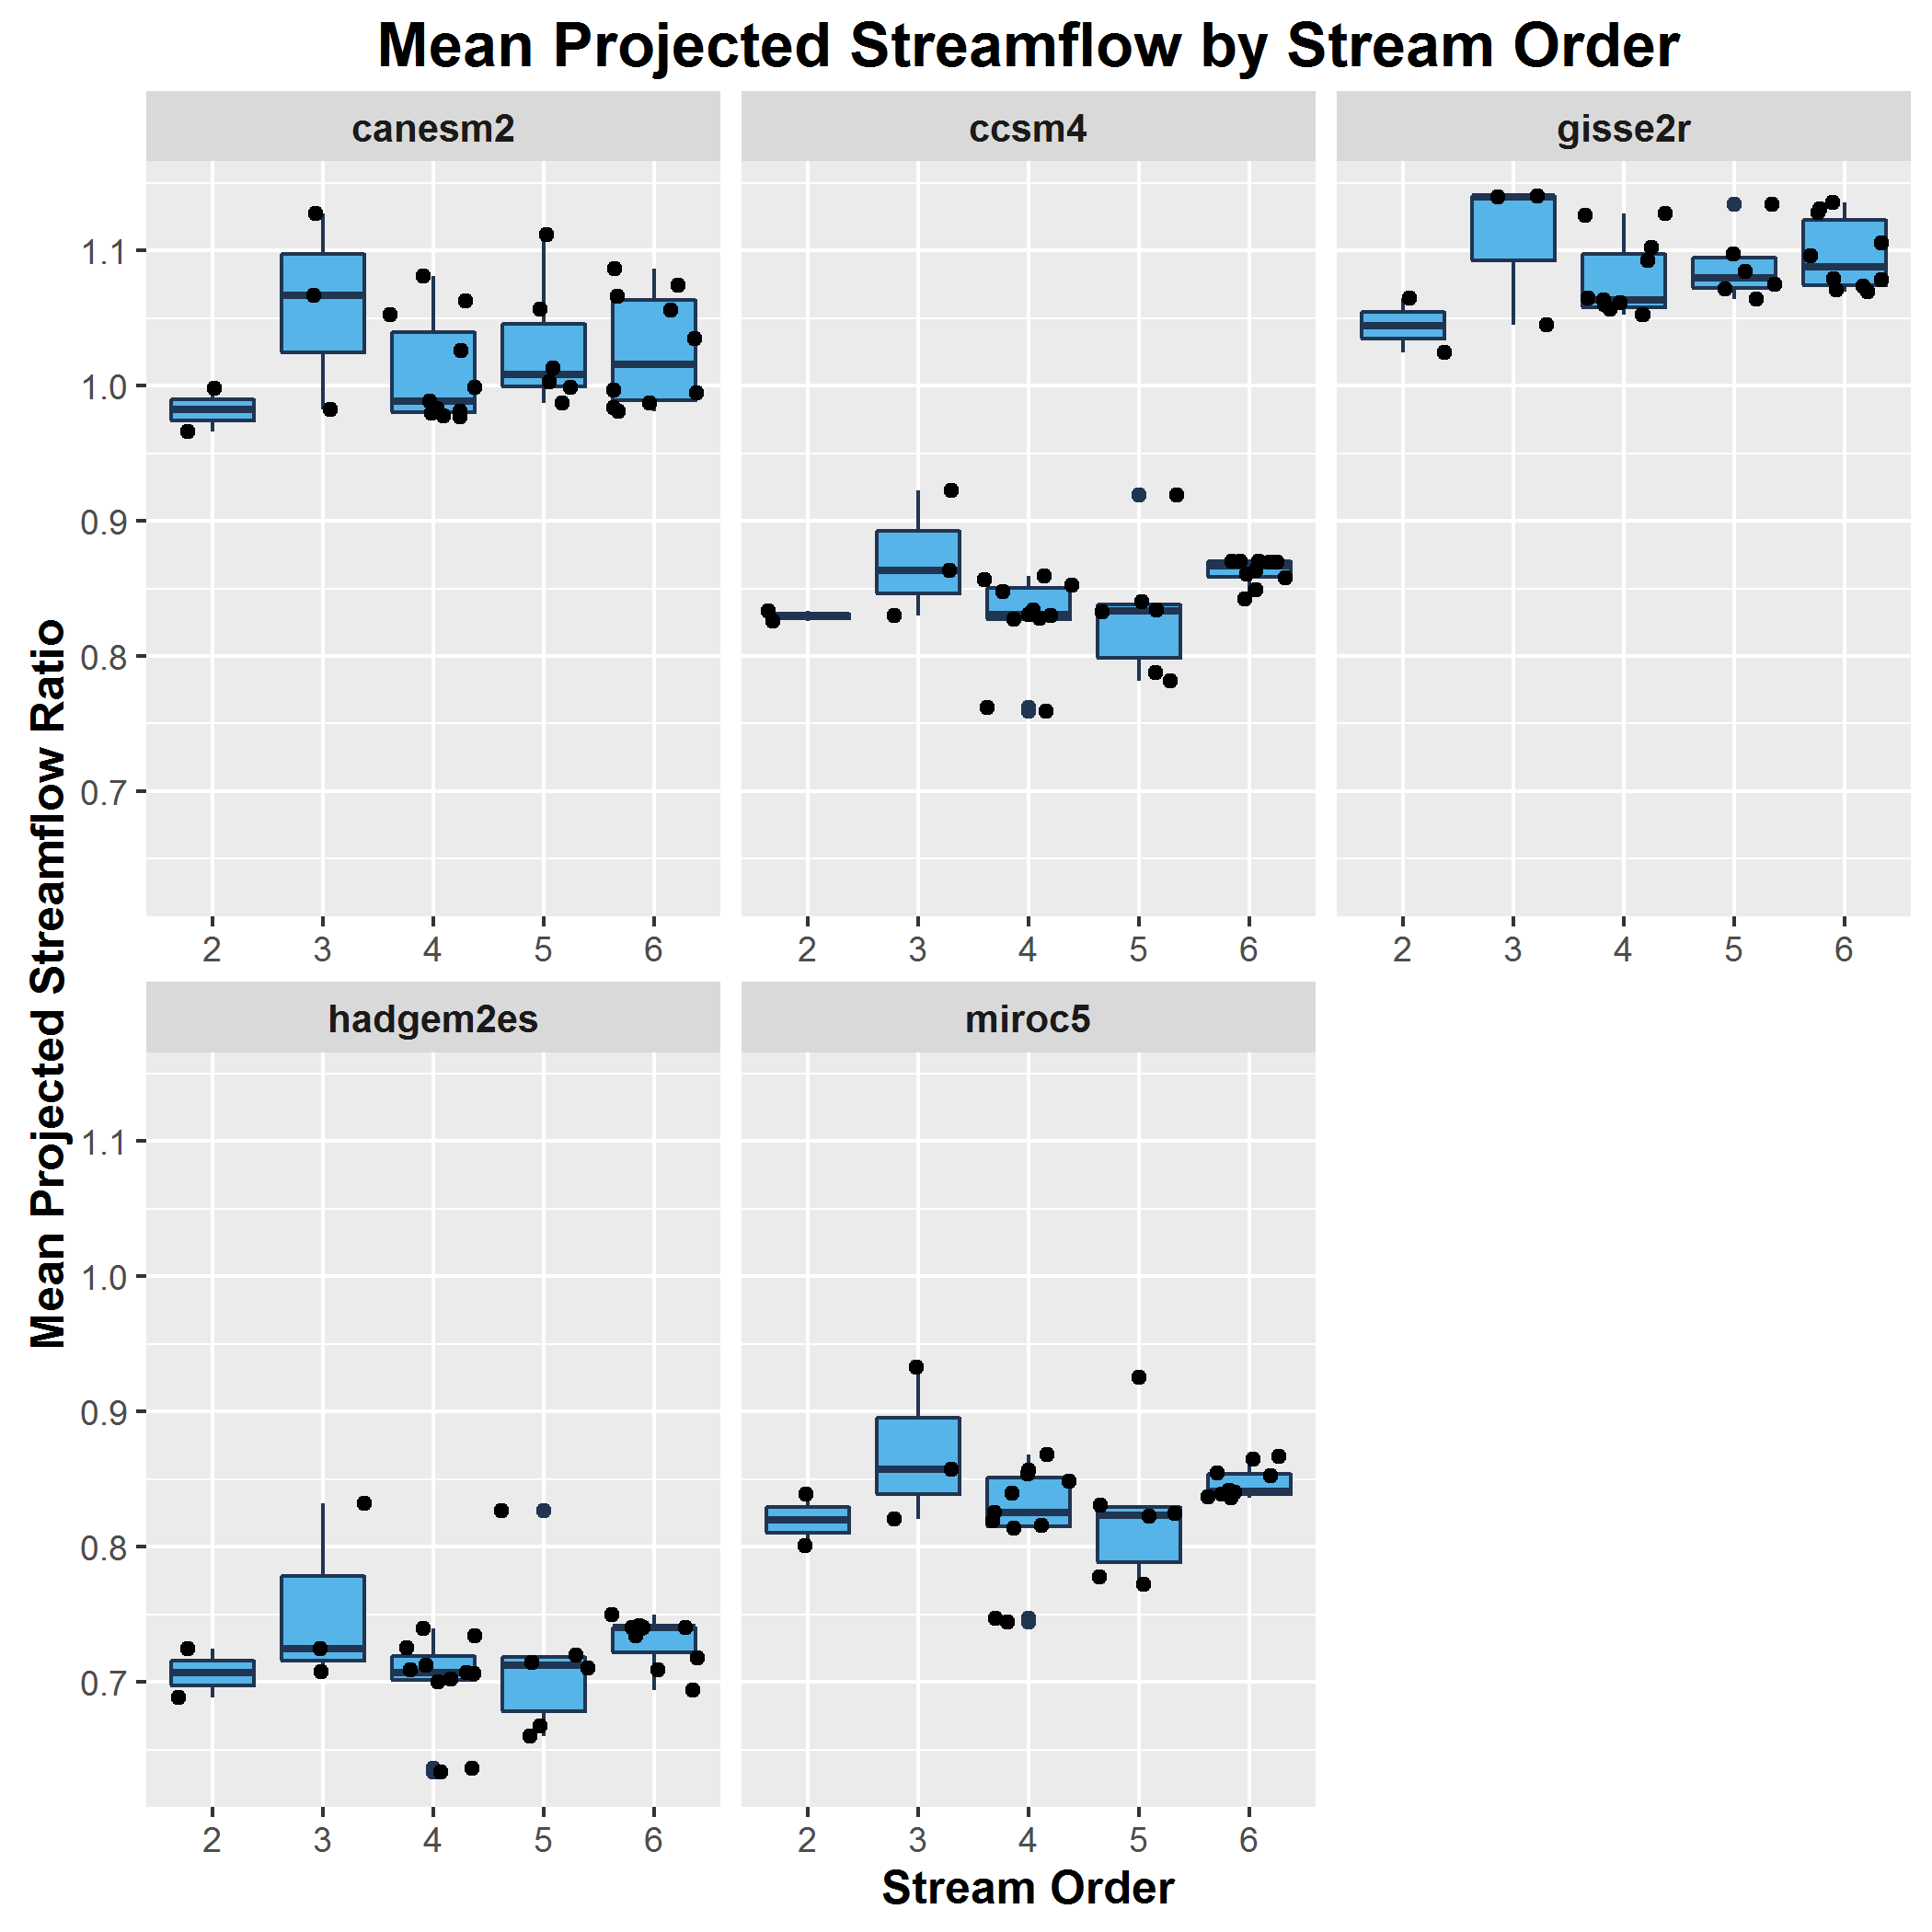 Mean Projected Streamflow by Stream Order
canesm2 ccsm4 gisse2r
Mean Projected Streamflow Ratio
1.1
1.0
0.9
0.8
0.7
2 3 4 5 6 2 3 4 5 6 2 3 4 5 6
hadgem2es miroc5
1.1
1.0
0.9
0.8
0.7
2 3 4 5 6 2 3 4 5 6
Stream Order